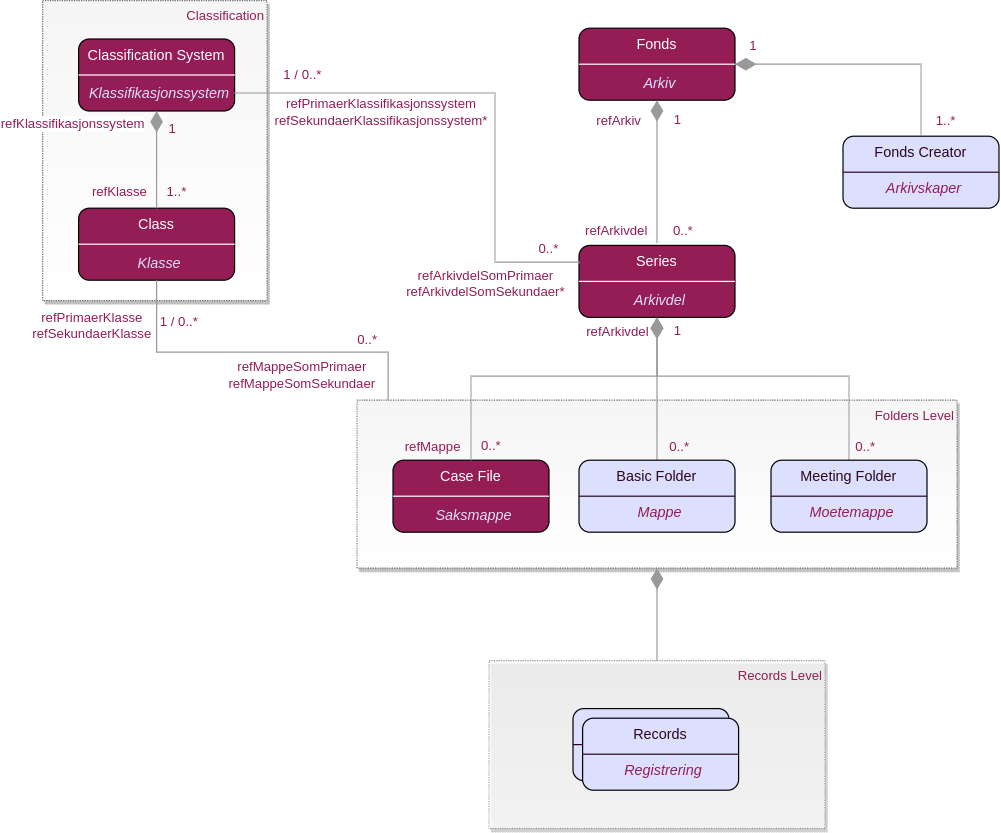 Classification
Classification System
Klassifikasjonssystem
refKlassifikasjonssystem
1
refKlasse
1..*
Class
Klasse
1 / 0..*
refPrimaerKlassifikasjonssystem
refSekundaerKlassifikasjonssystem*
Fonds
Arkiv
1
refArkiv
1
1..*
Fonds Creator
Arkivskaper
refArkivdel
0..*
0..*
Series
Arkivdel
refArkivdelSomPrimaer
refArkivdelSomSekundaer*
refPrimaerKlasse
refSekundaerKlasse
1 / 0..*
refArkivdel
1
0..*
refMappeSomPrimaer
refMappeSomSekundaer
Folders Level
refMappe
0..*
0..*
0..*
Case File
Saksmappe
Basic Folder
Mappe
Meeting Folder
Moetemappe
Records Level
Records
Registrering